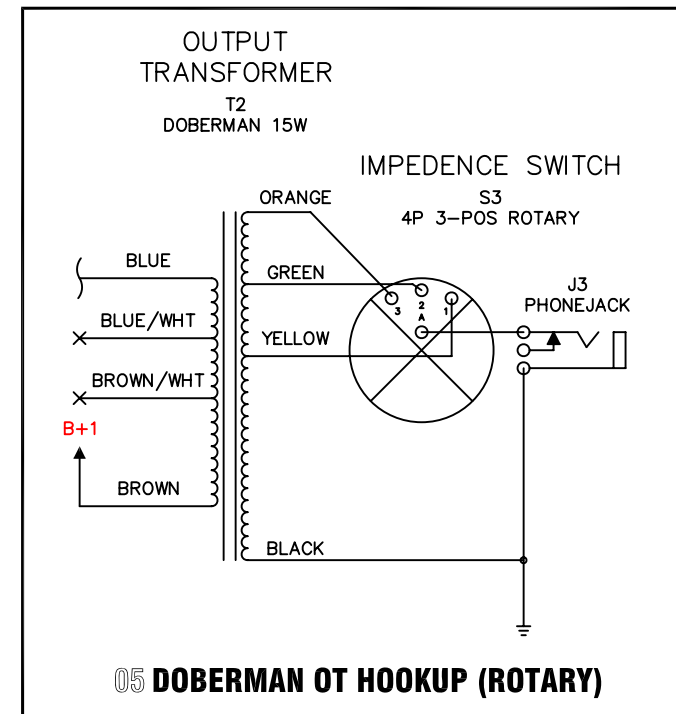 OUTPUT
TRANSFORMER
T2
DOBERMAN 15W
IMPEDENCE SWITCH
S3
4P 3-POS ROTARY
ORANGE
BLUE
GREEN
J3
PHONEJACK
3
2
1
A
BLUE/WHT
YELLOW
BROWN/WHT
B+1
BROWN
BLACK
05 DOBERMAN OT HOOKUP (ROTARY)